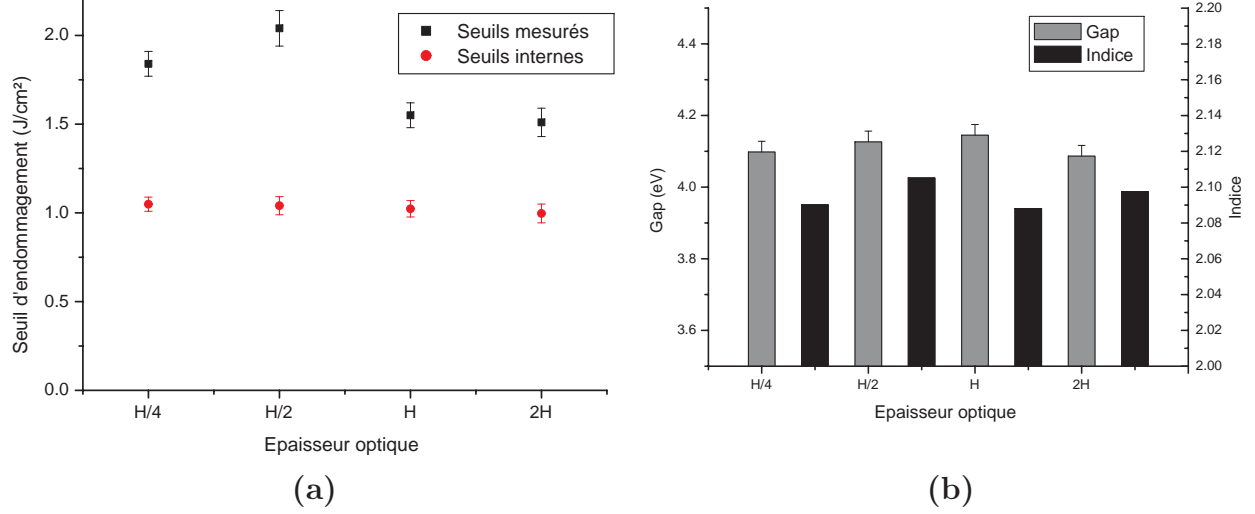 2.0
1.5
1.0
0.5
0.0
Seuil d'endommagement (J/cm²)
Seuils mesurés
Seuils internes
H/4
H/2
H
2H
Epaisseur optique
(a)
4.4
4.2
4.0
3.8
3.6
Gap (eV)
Gap
Indice
2.20
2.18
2.16
2.14
2.12
2.10
2.08
2.06
2.04
2.02
2.00
Indice
H/4
H/2
H
2H
Epaisseur optique
(b)